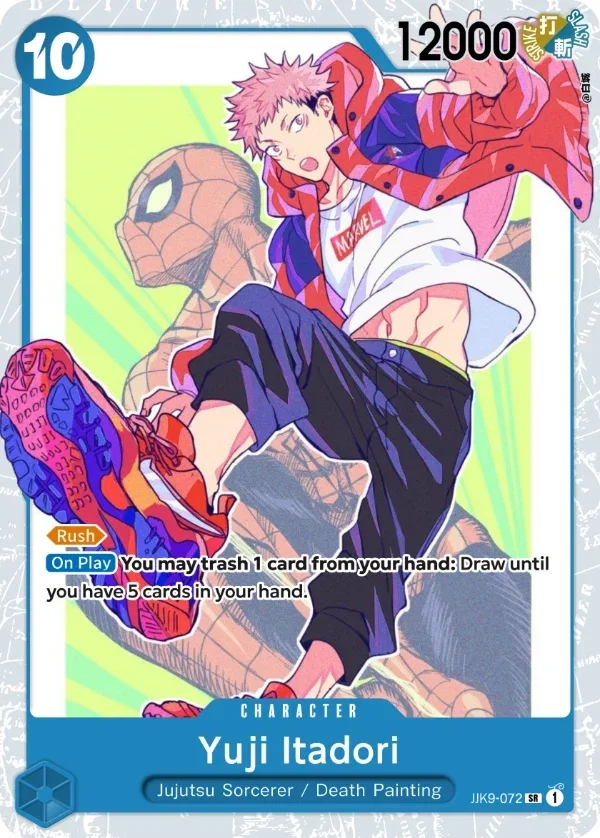 10
12000
STRIKE 打 斬 SLASH
@白紫
MARVEL
Rush
On Play You may trash 1 card from your hand: Draw until
you have 5 cards in your hand.
CHARACTER
Yuji Itadori
Jujutsu Sorcerer / Death Painting
JJK9-072 SR 1